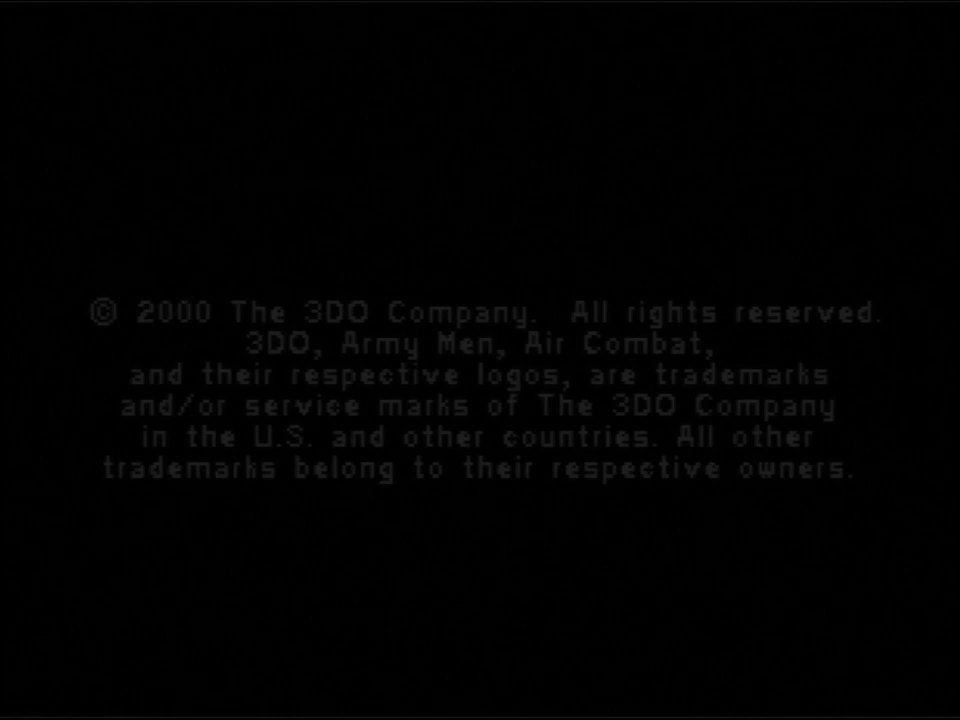 © 2000 The 3DO Company.  All rights reserved.
3DO, Army Men, Air Combat,
and their respective logos, are trademarks
and/or service marks of The 3DO Company
in the U.S. and other countries. All other
trademarks belong to their respective owners.